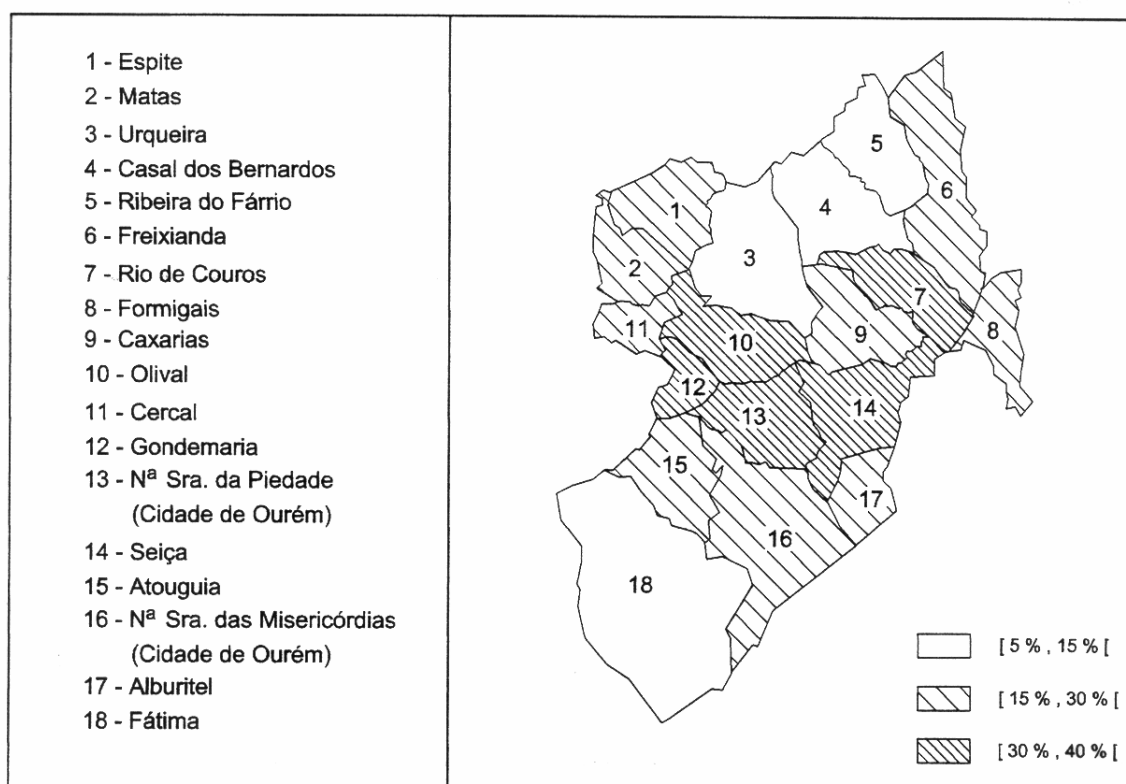 1 - Espite
2 - Matas
3 - Urqueira
4 - Casal dos Bernardos
5 - Ribeira do Fárrio
6 - Freixianda
7 - Rio de Couros
8 - Formigais
9 - Caxarias
10 - Olival
11 - Cercal
12 - Gondemaria
13 - Nª Sra. da Piedade
(Cidade de Ourém)
14 - Seiça
15 - Atouguia
16 - Nª Sra. das Misericórdias
(Cidade de Ourém)
17 - Alburitel
18 - Fátima
5
6
1
4
3
2
7
8
11
10
9
12
13
14
15
17
16
18
[ 5 % , 15 % [
[ 15 % , 30 % [
[ 30 % , 40 % [